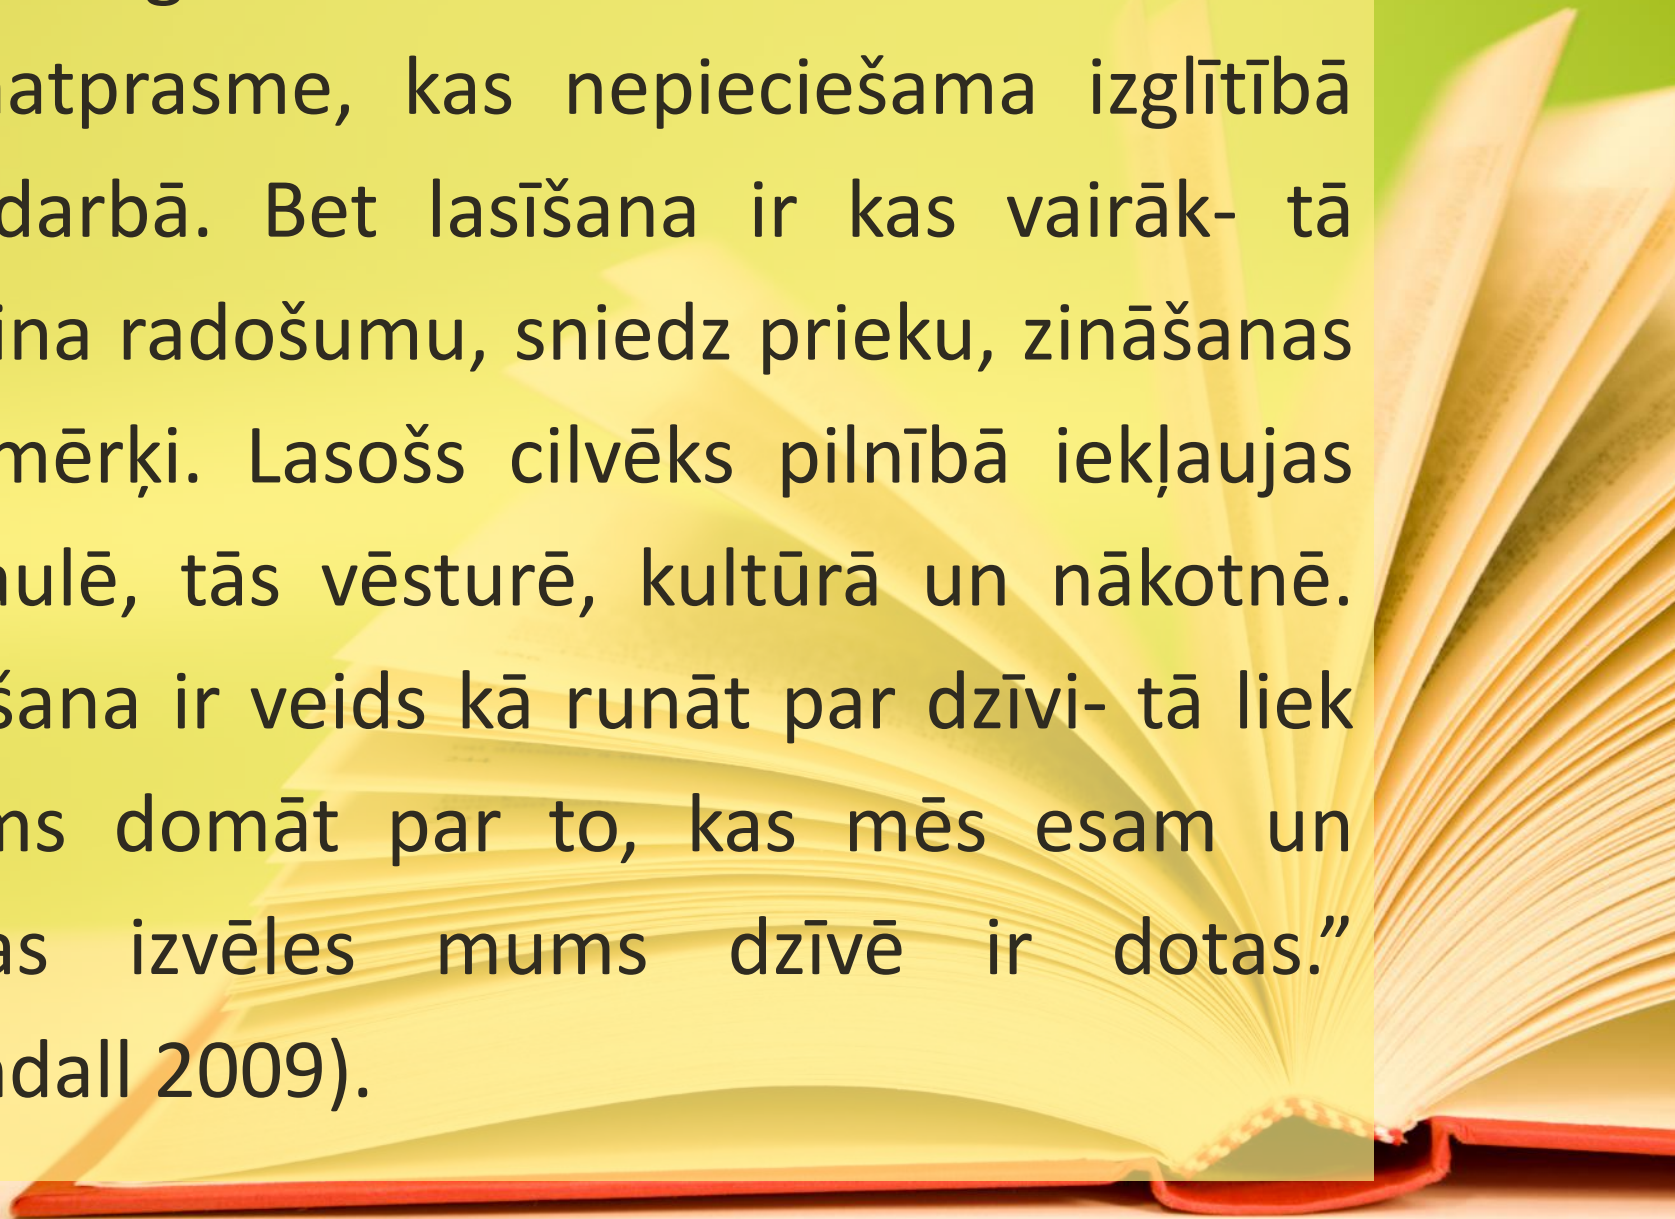 atprasme, kas nepieciešama izglītībā
darbā. Bet lasīšana ir kas vairāk- tā
ina radošumu, sniedz prieku, zināšanas
mērķi. Lasošs cilvēks pilnībā iekļaujas
aulē, tās vēsturē, kultūrā un nākotnē.
šana ir veids kā runāt par dzīvi- tā liek
ms domāt par to, kas mēs esam un
as izvēles mums dzīvē ir dotas.”
dall 2009).